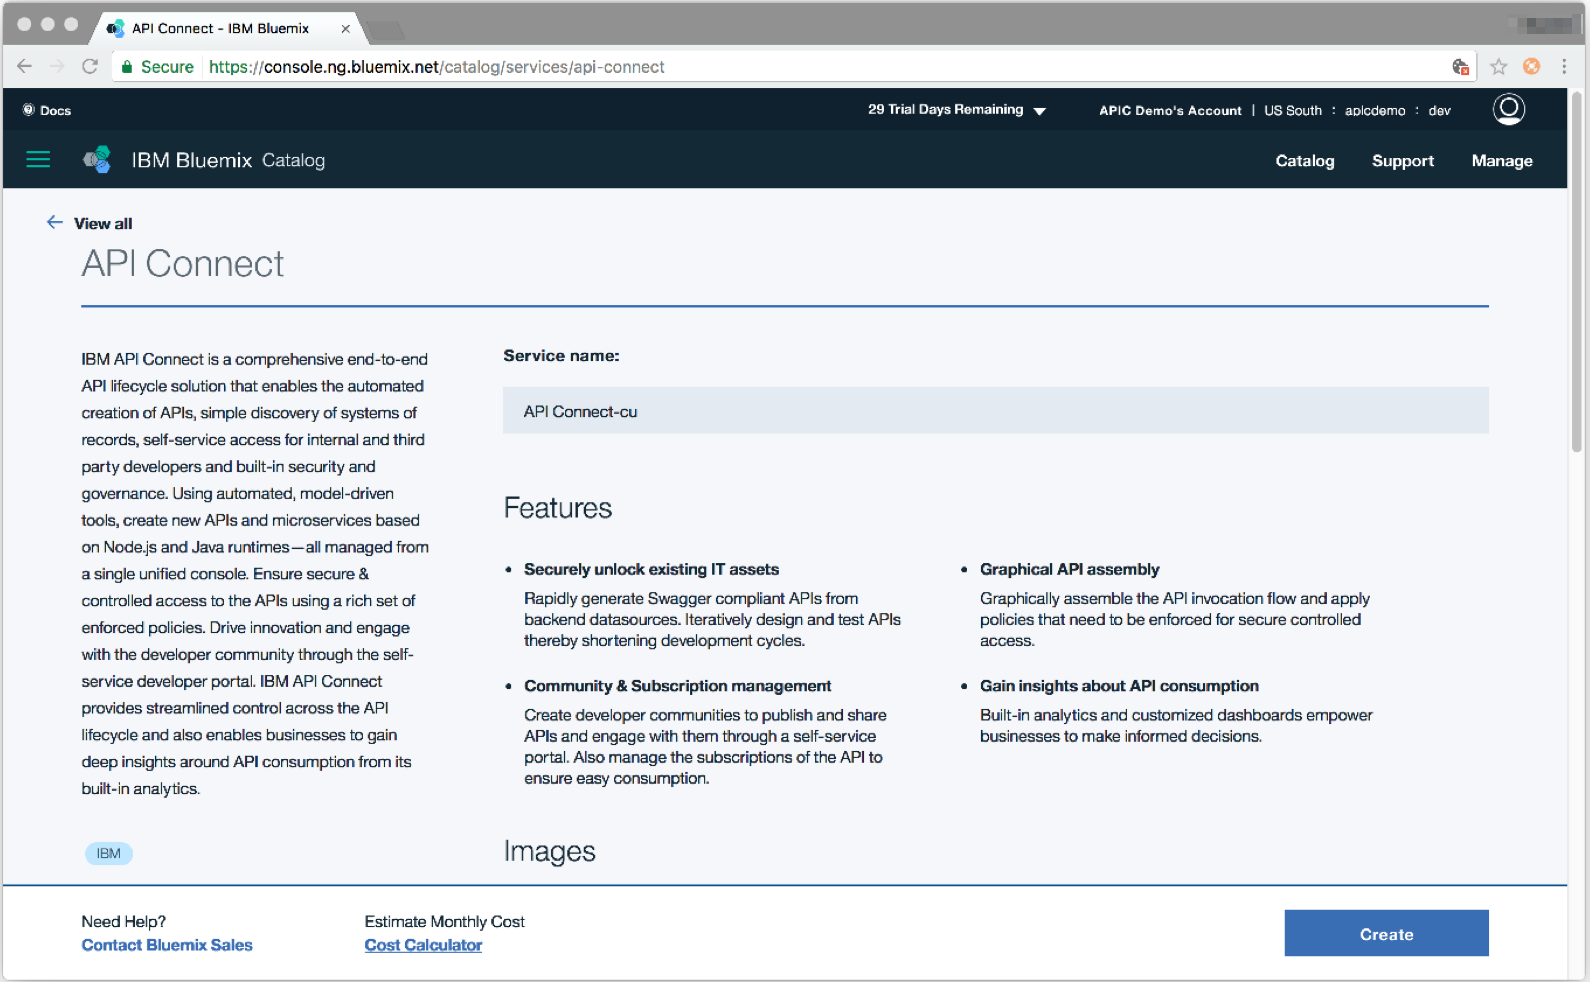 API Connect - IBM Bluemix
Secure https://console.ng.bluemix.net/catalog/services/api-connect
Docs
29 Trial Days Remaining
APIC Demo's Account | US South : apicdemo : dev
IBM Bluemix Catalog
Catalog Support Manage
View all
API Connect
IBM API Connect is a comprehensive end-to-end
API lifecycle solution that enables the automated
creation of APIs, simple discovery of systems of
records, self-service access for internal and third
party developers and built-in security and
governance. Using automated, model-driven
tools, create new APIs and microservices based
on Node.js and Java runtimes—all managed from
a single unified console. Ensure secure &
controlled access to the APIs using a rich set of
enforced policies. Drive innovation and engage
with the developer community through the self-
service developer portal. IBM API Connect
provides streamlined control across the API
lifecycle and also enables businesses to gain
deep insights around API consumption from its
built-in analytics.
IBM
Service name:
API Connect-cu
Features
• Securely unlock existing IT assets
Rapidly generate Swagger compliant APIs from
backend datasources. Iteratively design and test APIs
thereby shortening development cycles.
• Graphical API assembly
Graphically assemble the API invocation flow and apply
policies that need to be enforced for secure controlled
access.
• Community & Subscription management
Create developer communities to publish and share
APIs and engage with them through a self-service
portal. Also manage the subscriptions of the API to
ensure easy consumption.
• Gain insights about API consumption
Built-in analytics and customized dashboards empower
businesses to make informed decisions.
Images
Need Help?
Contact Bluemix Sales
Estimate Monthly Cost
Cost Calculator
Create